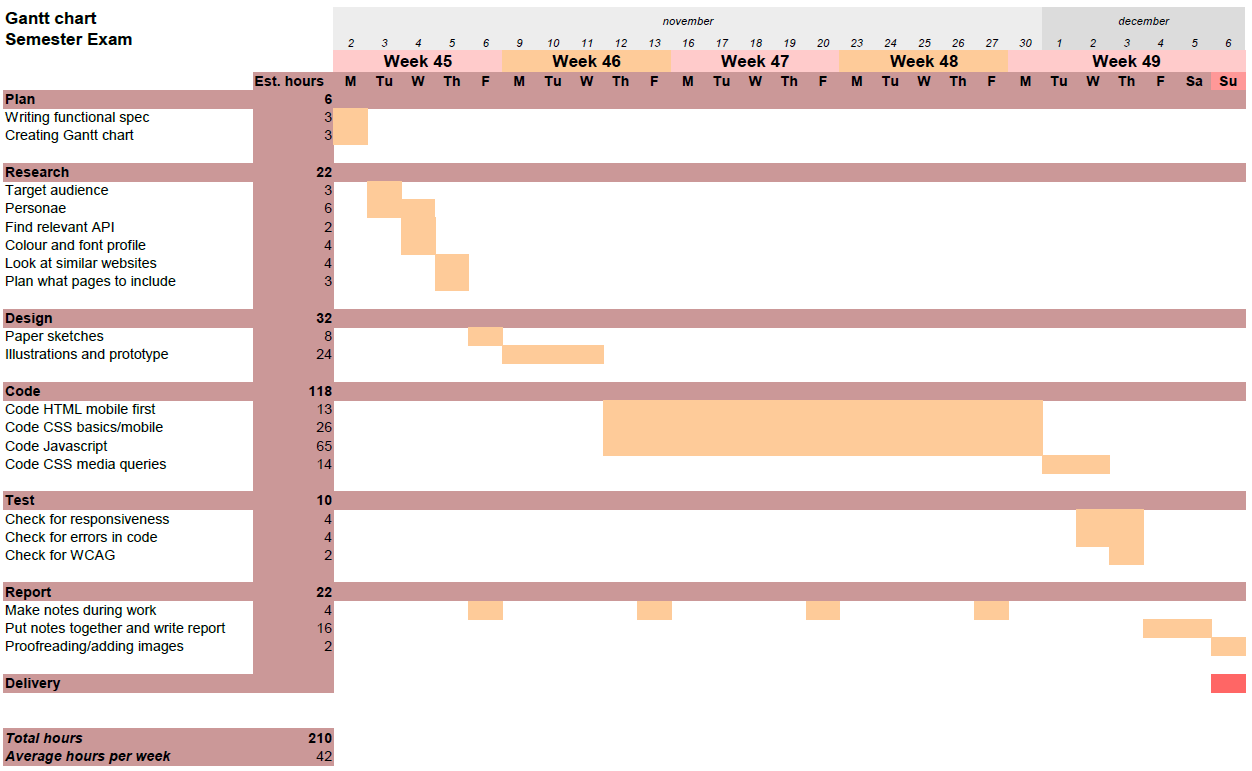 Gantt chart
Semester Exam
november december
2 3 4 5 6 9 10 11 12 13 16 17 18 19 20 23 24 25 26 27 30 1 2 3 4 5 6
Week 45 Week 46 Week 47 Week 48 Week 49
Est. hours M Tu W Th F M Tu W Th F M Tu W Th F M Tu W Th F M Tu W Th F Sa Su
Plan 6
Writing functional spec 3
Creating Gantt chart 3
Research 22
Target audience 3
Personae 6
Find relevant API 2
Colour and font profile 4
Look at similar websites 4
Plan what pages to include 3
Design 32
Paper sketches 8
Illustrations and prototype 24
Code 118
Code HTML mobile first 13
Code CSS basics/mobile 26
Code Javascript 65
Code CSS media queries 14
Test 10
Check for responsiveness 4
Check for errors in code 4
Check for WCAG 2
Report 22
Make notes during work 4
Put notes together and write report 16
Proofreading/adding images 2
Delivery
Total hours 210
Average hours per week 42